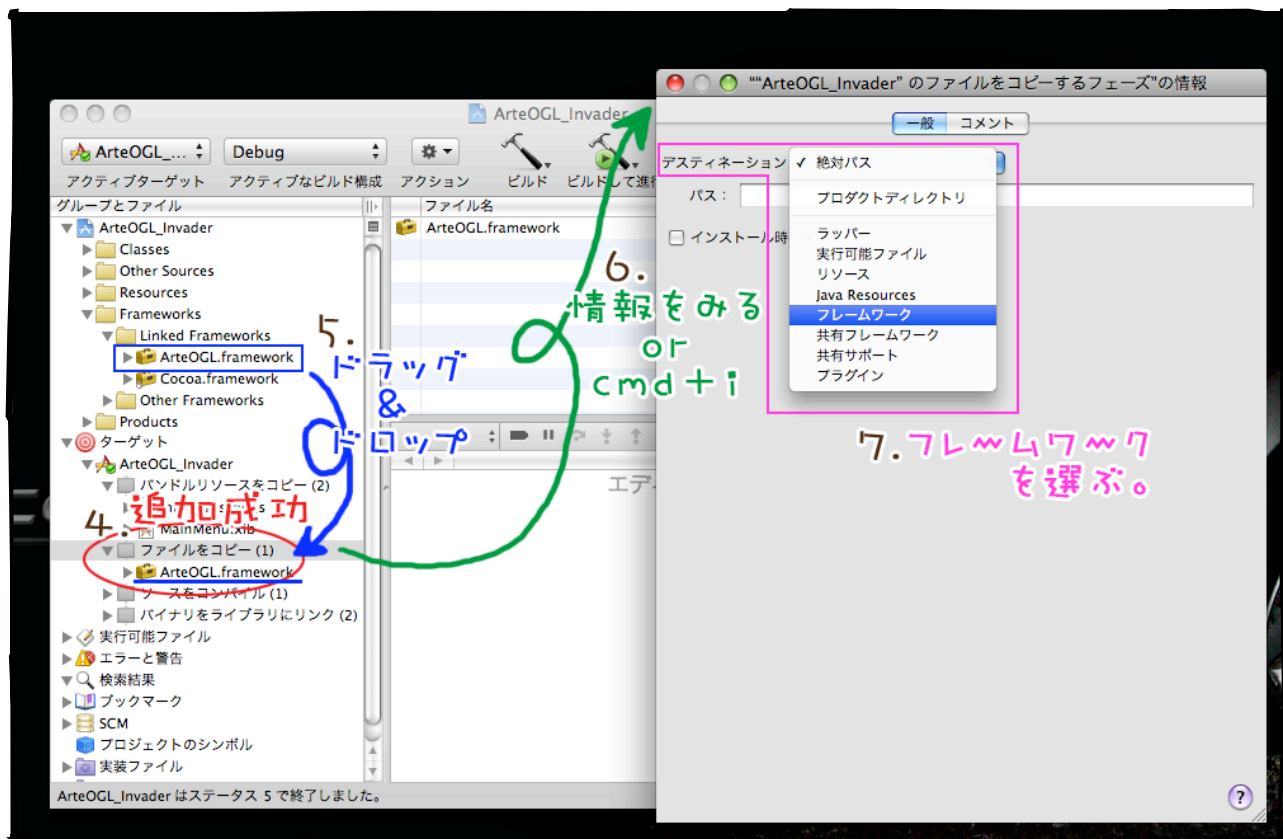 ArteOGL_Invader
ArteOGL_...
Debug
アクティブターゲット
アクティブなビルド構成
アクション
ビルド
ビルドして進行
グループとファイル
ファイル名
ArteOGL_Invader
Classes
Other Sources
Resources
Frameworks
Linked Frameworks
ArteOGL.framework
Cocoa.framework
Other Frameworks
Products
ターゲット
ArteOGL_Invader
バンドルリソースをコピー (2)
MainMenu.xib
ファイルをコピー (1)
ArteOGL.framework
ソースをコンパイル (1)
バイナリをライブラリにリンク (2)
実行可能ファイル
エラーと警告
検索結果
ブックマーク
SCM
プロジェクトのシンボル
実装ファイル
ArteOGL_Invader はステータス 5 で終了しました。
ArteOGL.framework
エディ
4. 追加成功
5. ドラッグ
&
ドロップ
6.
情報をみる
or
cmd+i
““ArteOGL_Invader” のファイルをコピーするフェーズ”の情報
一般
コメント
デスティネーション
✓ 絶対パス
プロダクトディレクトリ
ラッパー
実行可能ファイル
リソース
Java Resources
フレームワーク
共有フレームワーク
共有サポート
プラグイン
パス：
インストール時
7. フレームワーク
を選ぶ。
?